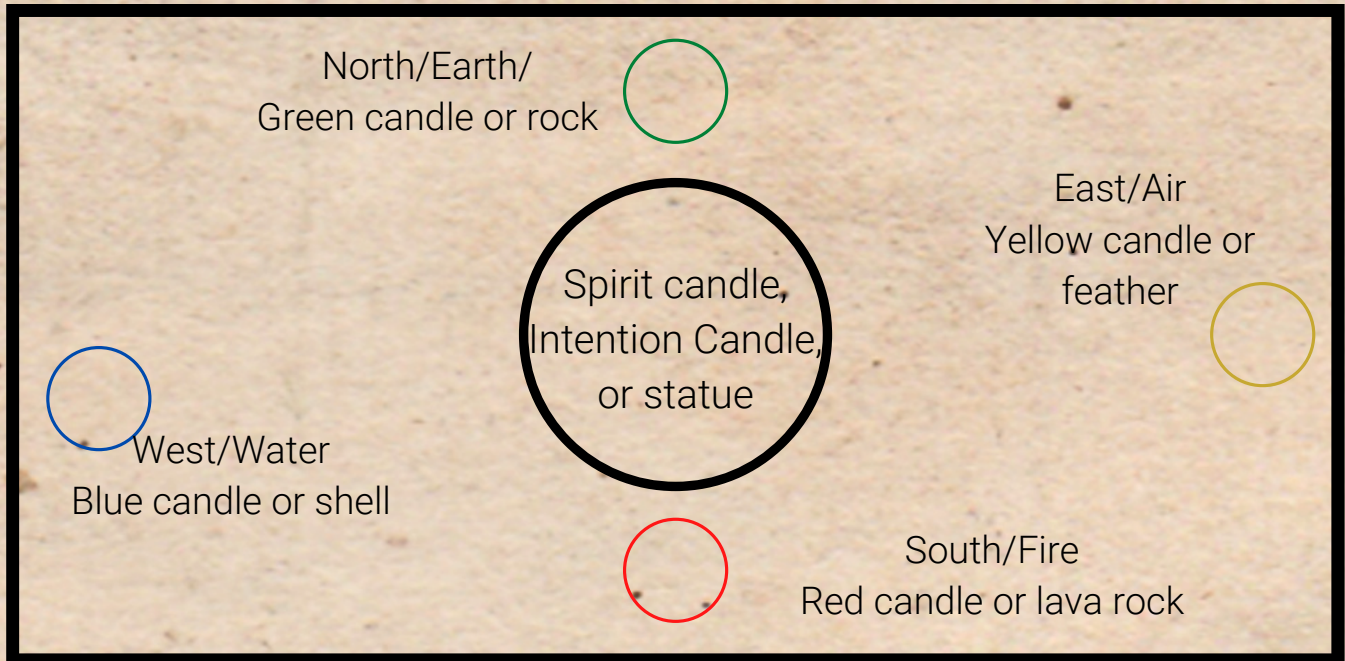 North/Earth/
Green candle or rock
East/Air
Yellow candle or
feather
Spirit candle,
Intention Candle,
or statue
West/Water
Blue candle or shell
South/Fire
Red candle or lava rock